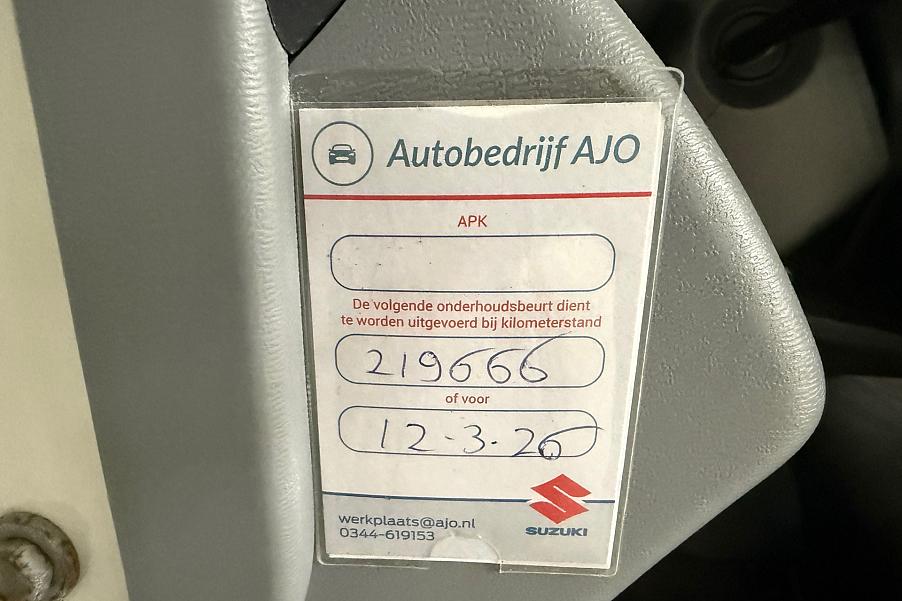 Autobedrijf AJO
APK
De volgende onderhoudsbeurt dient
te worden uitgevoerd bij kilometerstand
219666
of voor
12-3-26
werkplaats@ajo.nl
0344-619153
SUZUKI